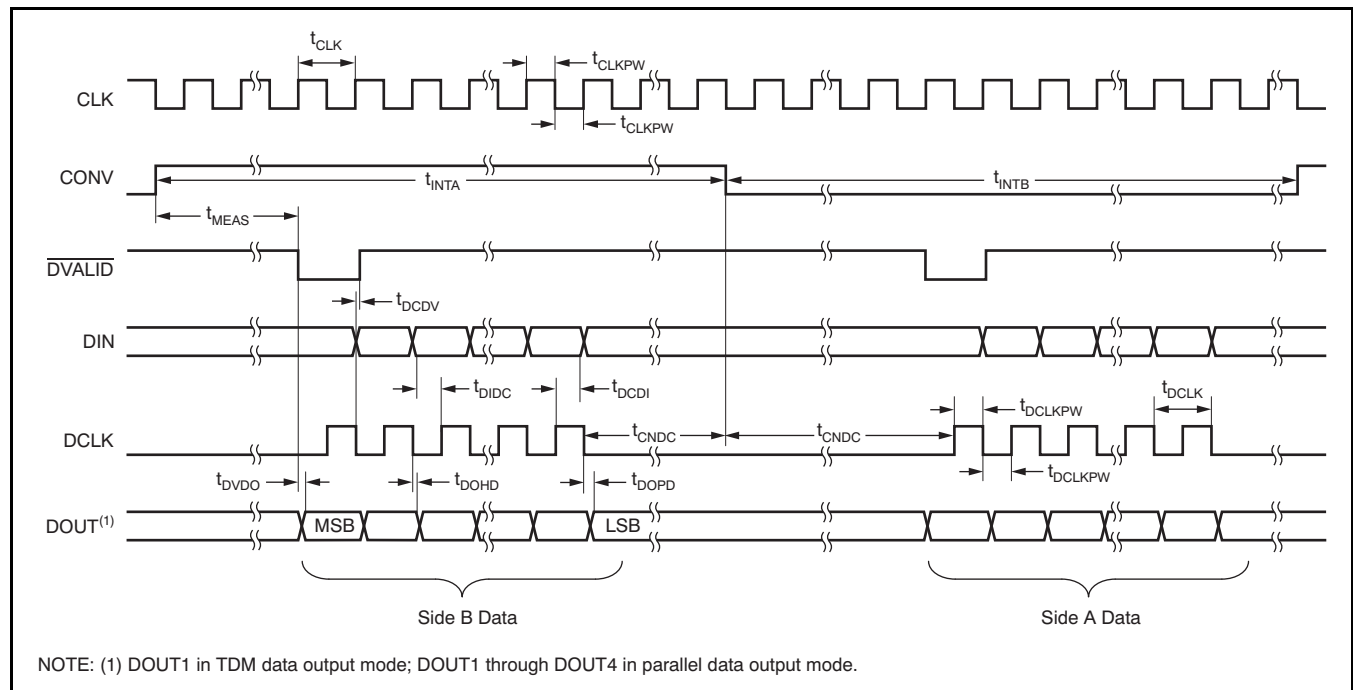 tCLK
tCLKPW
CLK
tCLKPW
CONV
tINTA
tINTB
tMEAS
DVALID
tDCDV
DIN
tDIDC
tDCDI
tDCLKPW
tDCLK
DCLK
tCNDC
tCNDC
tDCLKPW
tDVDO
tDOHD
tDOPD
DOUT(1)
MSB
LSB
Side B Data
Side A Data
NOTE: (1) DOUT1 in TDM data output mode; DOUT1 through DOUT4 in parallel data output mode.